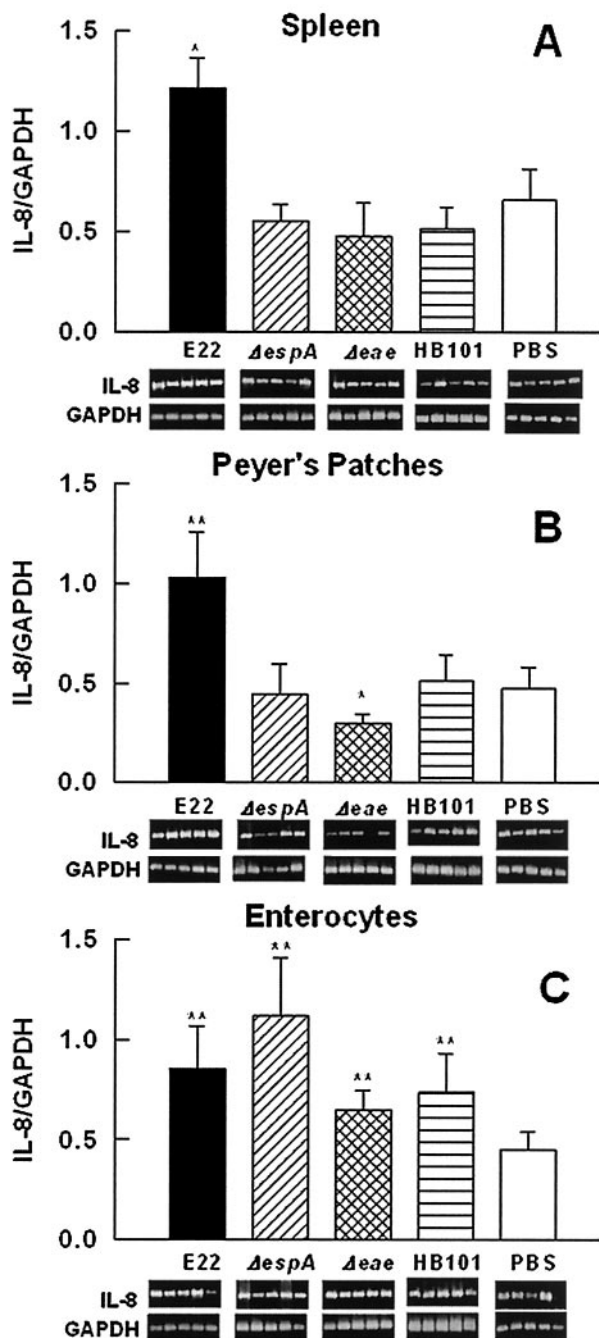 Spleen
A
1.5
*
1.0
IL-8/GAPDH
0.5
0.0
E22 ΔespA Δeae HB101 PBS
IL-8
GAPDH
Peyer's Patches
1.5
B
**
1.0
IL-8/GAPDH
*
0.5
0.0
E22 ΔespA Δeae HB101 PBS
IL-8
GAPDH
Enterocytes
1.5
C
** ** ** **
1.0
IL-8/GAPDH
0.5
0.0
E22 ΔespA Δeae HB101 PBS
IL-8
GAPDH